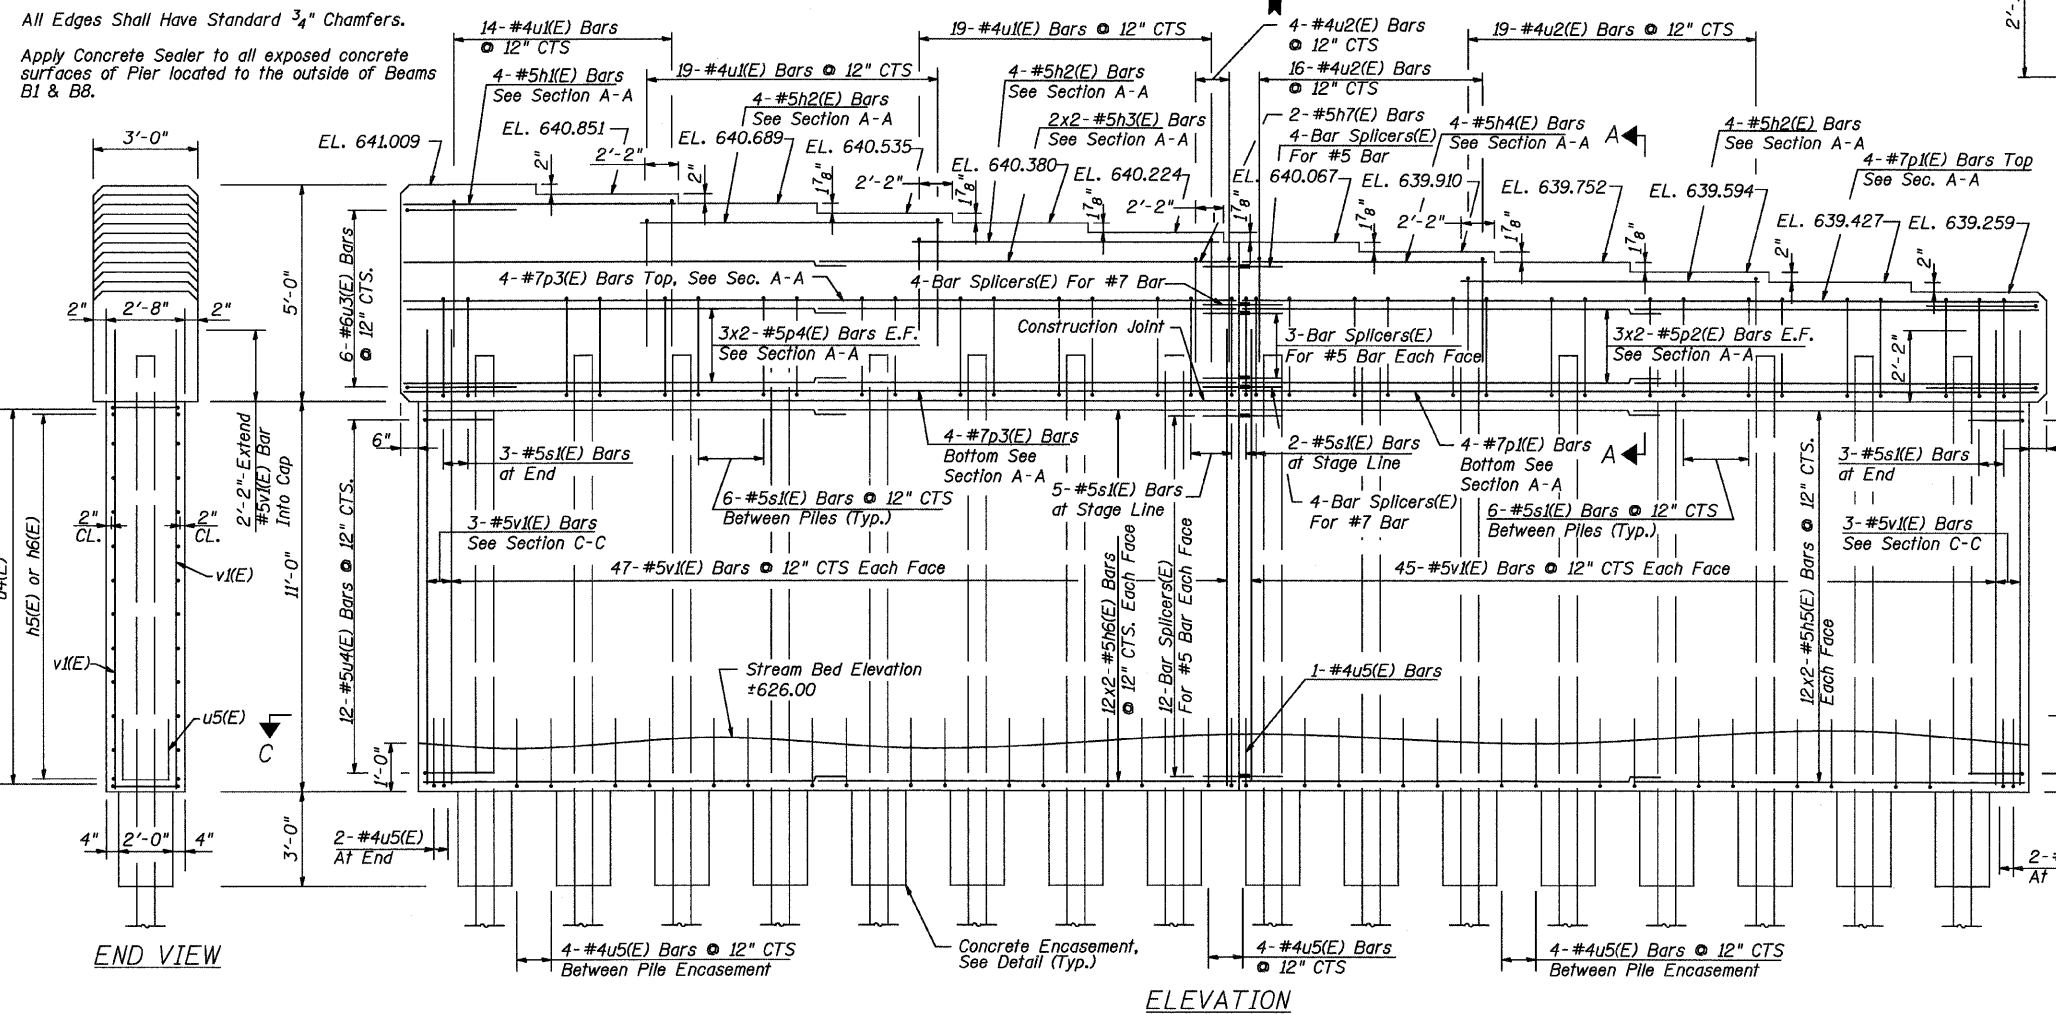 All Edges Shall Have Standard 3/4" Chamfers.
Apply Concrete Sealer to all exposed concrete
surfaces of Pier located to the outside of Beams
B1 & B8.
14-#4u1(E) Bars
@ 12" CTS
19-#4u1(E) Bars @ 12" CTS
4-#4u2(E) Bars
@ 12" CTS
19-#4u2(E) Bars @ 12" CTS
2'-
4-#5h1(E) Bars
See Section A-A
19-#4u1(E) Bars @ 12" CTS
4-#5h2(E) Bars
See Section A-A
16-#4u2(E) Bars
@ 12" CTS
4-#5h2(E) Bars
See Section A-A
2x2-#5h3(E) Bars
See Section A-A
2-#5h7(E) Bars
4-Bar Splicers(E)
For #5 Bar
4-#5h4(E) Bars
See Section A-A
A
4-#5h2(E) Bars
See Section A-A
4-#7p1(E) Bars Top
See Sec. A-A
3'-0"
EL. 641.009
EL. 640.851
EL. 640.689
EL. 640.535
EL. 640.380
EL. 640.224
EL. 640.067
EL. 639.910
EL. 639.752
EL. 639.594
EL. 639.427
EL. 639.259
2"
2'-2"
2"
1 7/8"
2'-2"
1 7/8"
1 7/8"
2'-2"
1 7/8"
1 7/8"
2'-2"
1 7/8"
1 7/8"
2"
2"
6-#6u3(E) Bars
@ 12" CTS.
5'-0"
2"
2'-8"
2"
4-#7p3(E) Bars Top, See Sec. A-A
4-Bar Splicers(E) For #7 Bar
Construction Joint
3x2-#5p4(E) Bars E.F.
See Section A-A
3-Bar Splicers(E)
For #5 Bar Each Face
3x2-#5p2(E) Bars E.F.
See Section A-A
2'-2"
2'-2"-Extend
#5v1(E) Bar
Into Cap
11'-0"
6"
3-#5s1(E) Bars
at End
4-#7p3(E) Bars
Bottom See
Section A-A
2-#5s1(E) Bars
at Stage Line
4-#7p1(E) Bars
Bottom See
Section A-A
A
3-#5s1(E) Bars
at End
6-#5s1(E) Bars @ 12" CTS
Between Piles (Typ.)
5-#5s1(E) Bars
at Stage Line
4-Bar Splicers(E)
For #7 Bar
6-#5s1(E) Bars @ 12" CTS
Between Piles (Typ.)
3-#5v1(E) Bars
See Section C-C
3-#5v1(E) Bars
See Section C-C
47-#5v1(E) Bars @ 12" CTS Each Face
45-#5v1(E) Bars @ 12" CTS Each Face
u4(E)
h5(E) or h6(E)
2"
CL.
2"
CL.
v1(E)
v1(E)
u5(E)
C
12-#5u4(E) Bars @ 12" CTS.
12x2-#5h6(E) Bars
@ 12" CTS. Each Face
12-Bar Splicers(E)
For #5 Bar Each Face
12x2-#5h5(E) Bars @ 12" CTS.
Each Face
Stream Bed Elevation
±626.00
1-#4u5(E) Bars
1'-0"
4"
2'-0"
4"
3'-0"
2-#4u5(E)
At End
2-#
At
END VIEW
4-#4u5(E) Bars @ 12" CTS
Between Pile Encasement
Concrete Encasement,
See Detail (Typ.)
4-#4u5(E) Bars
@ 12" CTS
4-#4u5(E) Bars @ 12" CTS
Between Pile Encasement
ELEVATION